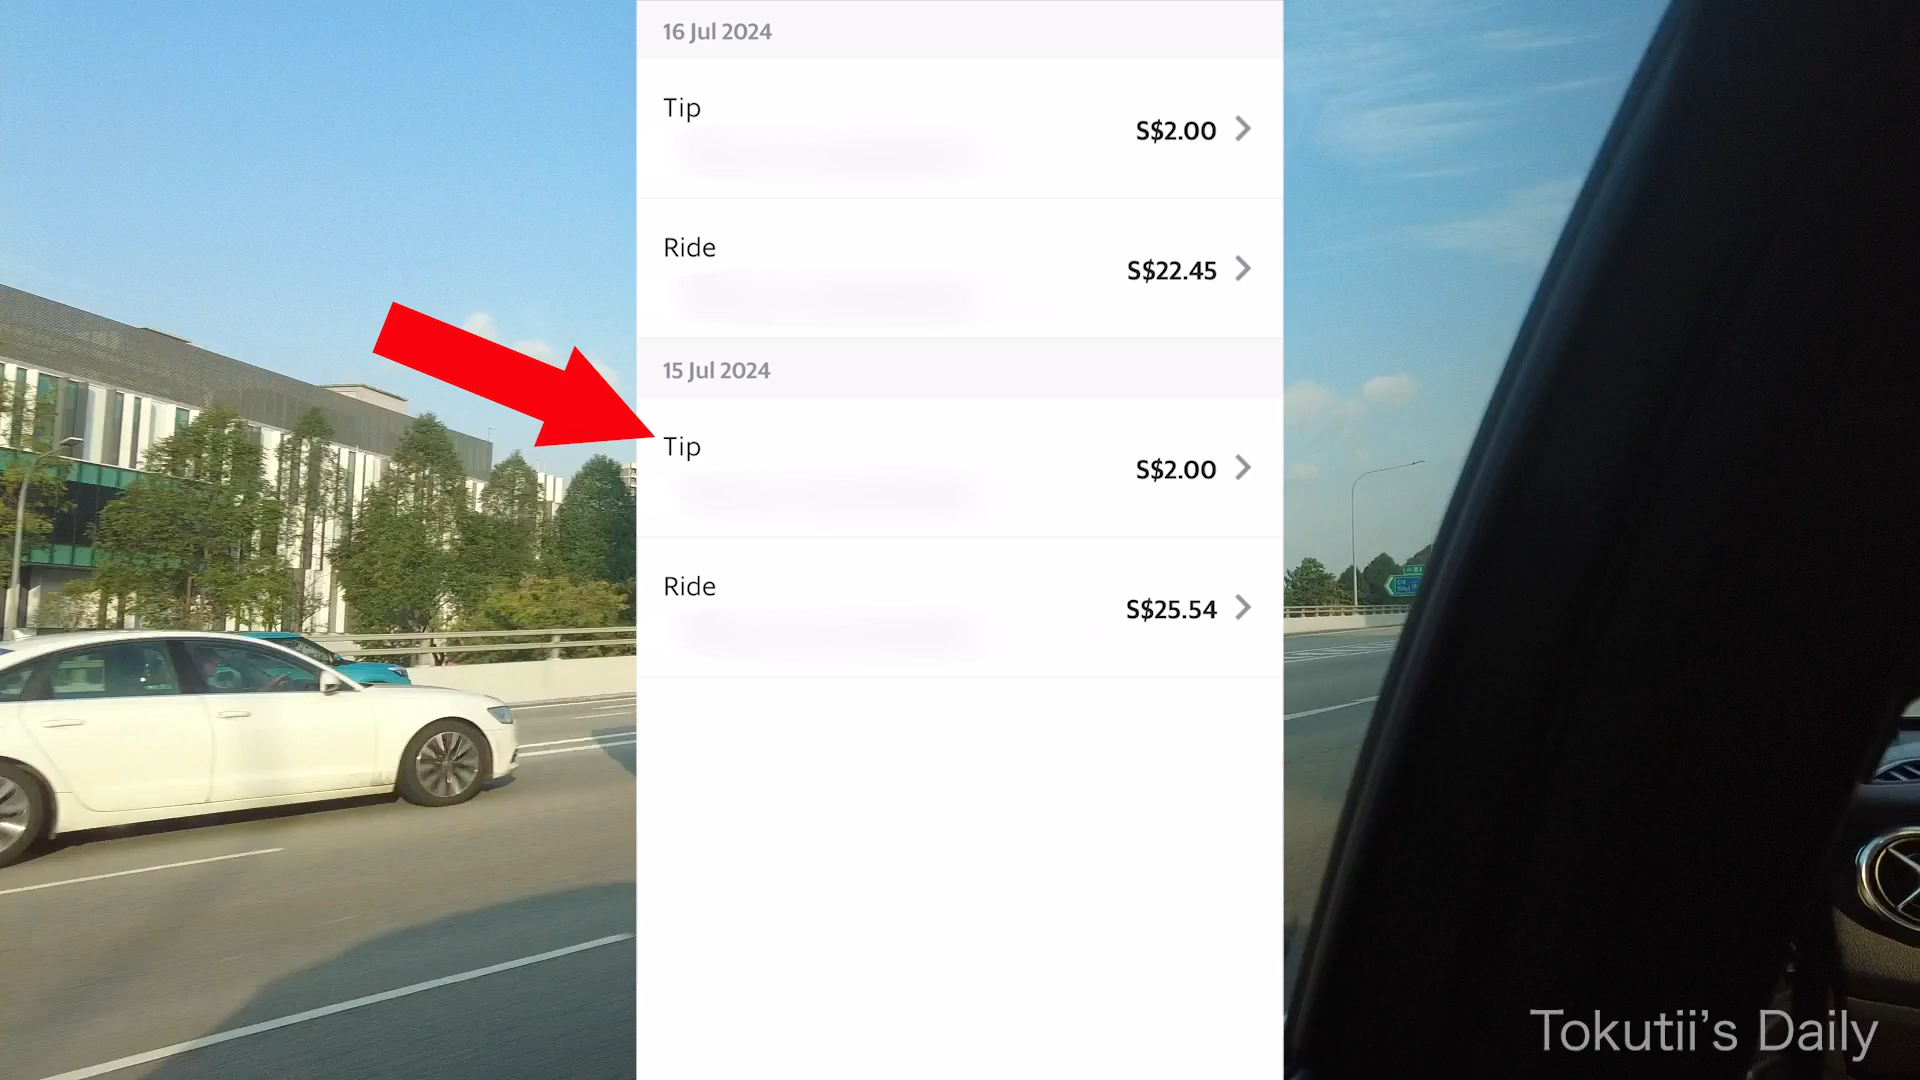 16 Jul 2024
Tip
S$2.00
Ride
S$22.45
15 Jul 2024
Tip
S$2.00
Ride
S$25.54
Tokutii's Daily